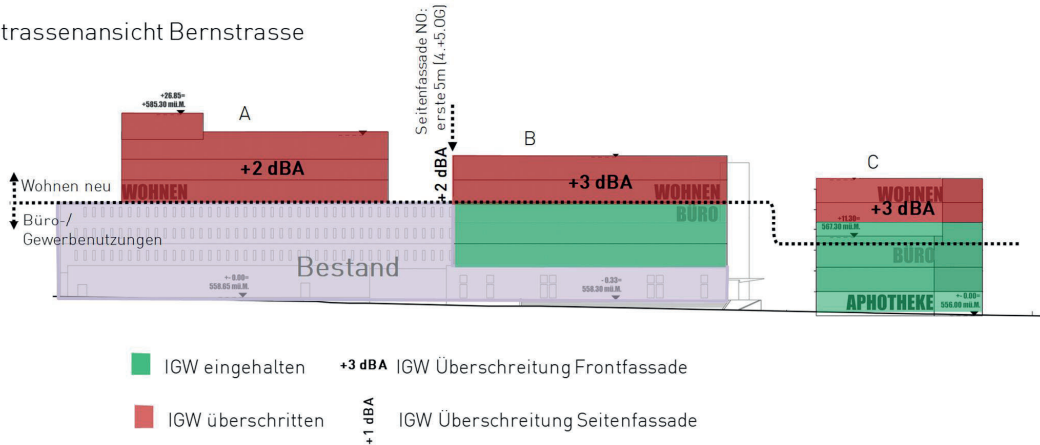 trassenansicht Bernstrasse
Seitenfassade NO:
erste 5m [4.+5.OG]
+26.85=
+585.30 mü.M.
A
B
C
+2 dBA
+2 dBA
+3 dBA
+3 dBA
WOHNEN
WOHNEN
WOHNEN
Wohnen neu
BÜRO
Büro-/
Gewerbenutzungen
+11.30=
567.30 mü.M.
BÜRO
Bestand
+- 0.00=
558.65 mü.M.
- 0.33=
558.30 mü.M.
APHOTHEKE
+- 0.00=
556.00 mü.M.
IGW eingehalten
+3 dBA IGW Überschreitung Frontfassade
IGW überschritten
+1 dBA IGW Überschreitung Seitenfassade